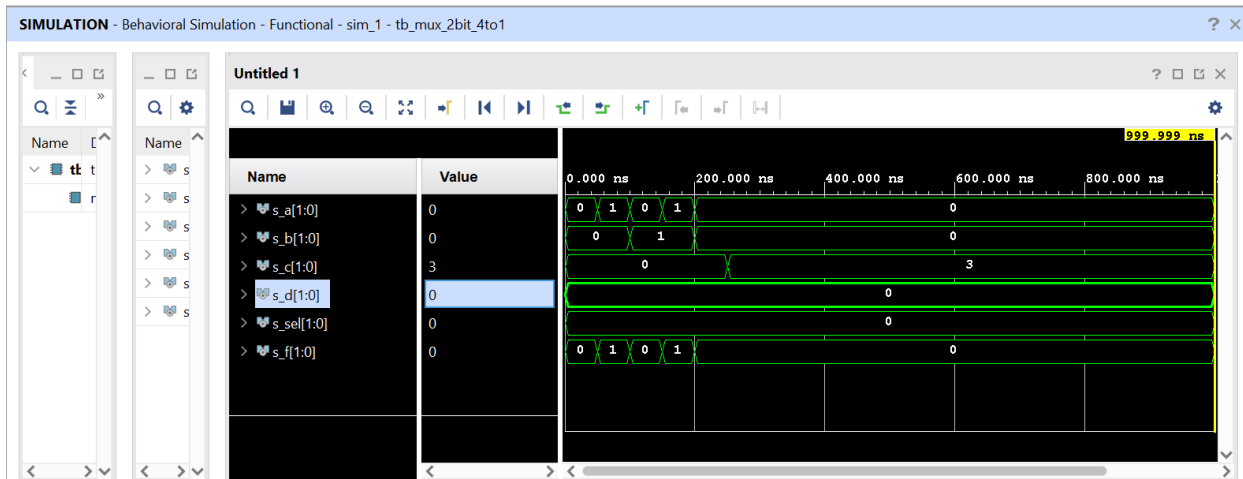 SIMULATION - Behavioral Simulation - Functional - sim_1 - tb_mux_2bit_4to1
Untitled 1
Name
Name
tb t
s
s
s
s
s
s
Name Value
999.999 ns
0.000 ns 200.000 ns 400.000 ns 600.000 ns 800.000 ns
s_a[1:0] 0 0 1 0 1 0
s_b[1:0] 0 0 1 0
s_c[1:0] 3 0 3
s_d[1:0] 0 0
s_sel[1:0] 0 0
s_f[1:0] 0 0 1 0 1 0